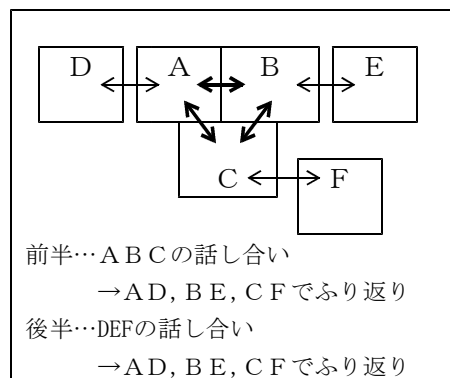 D A B E
C F
前半…ＡＢＣの話し合い
→ＡＤ，ＢＥ，ＣＦでふり返り
後半…DEFの話し合い
→ＡＤ，ＢＥ，ＣＦでふり返り